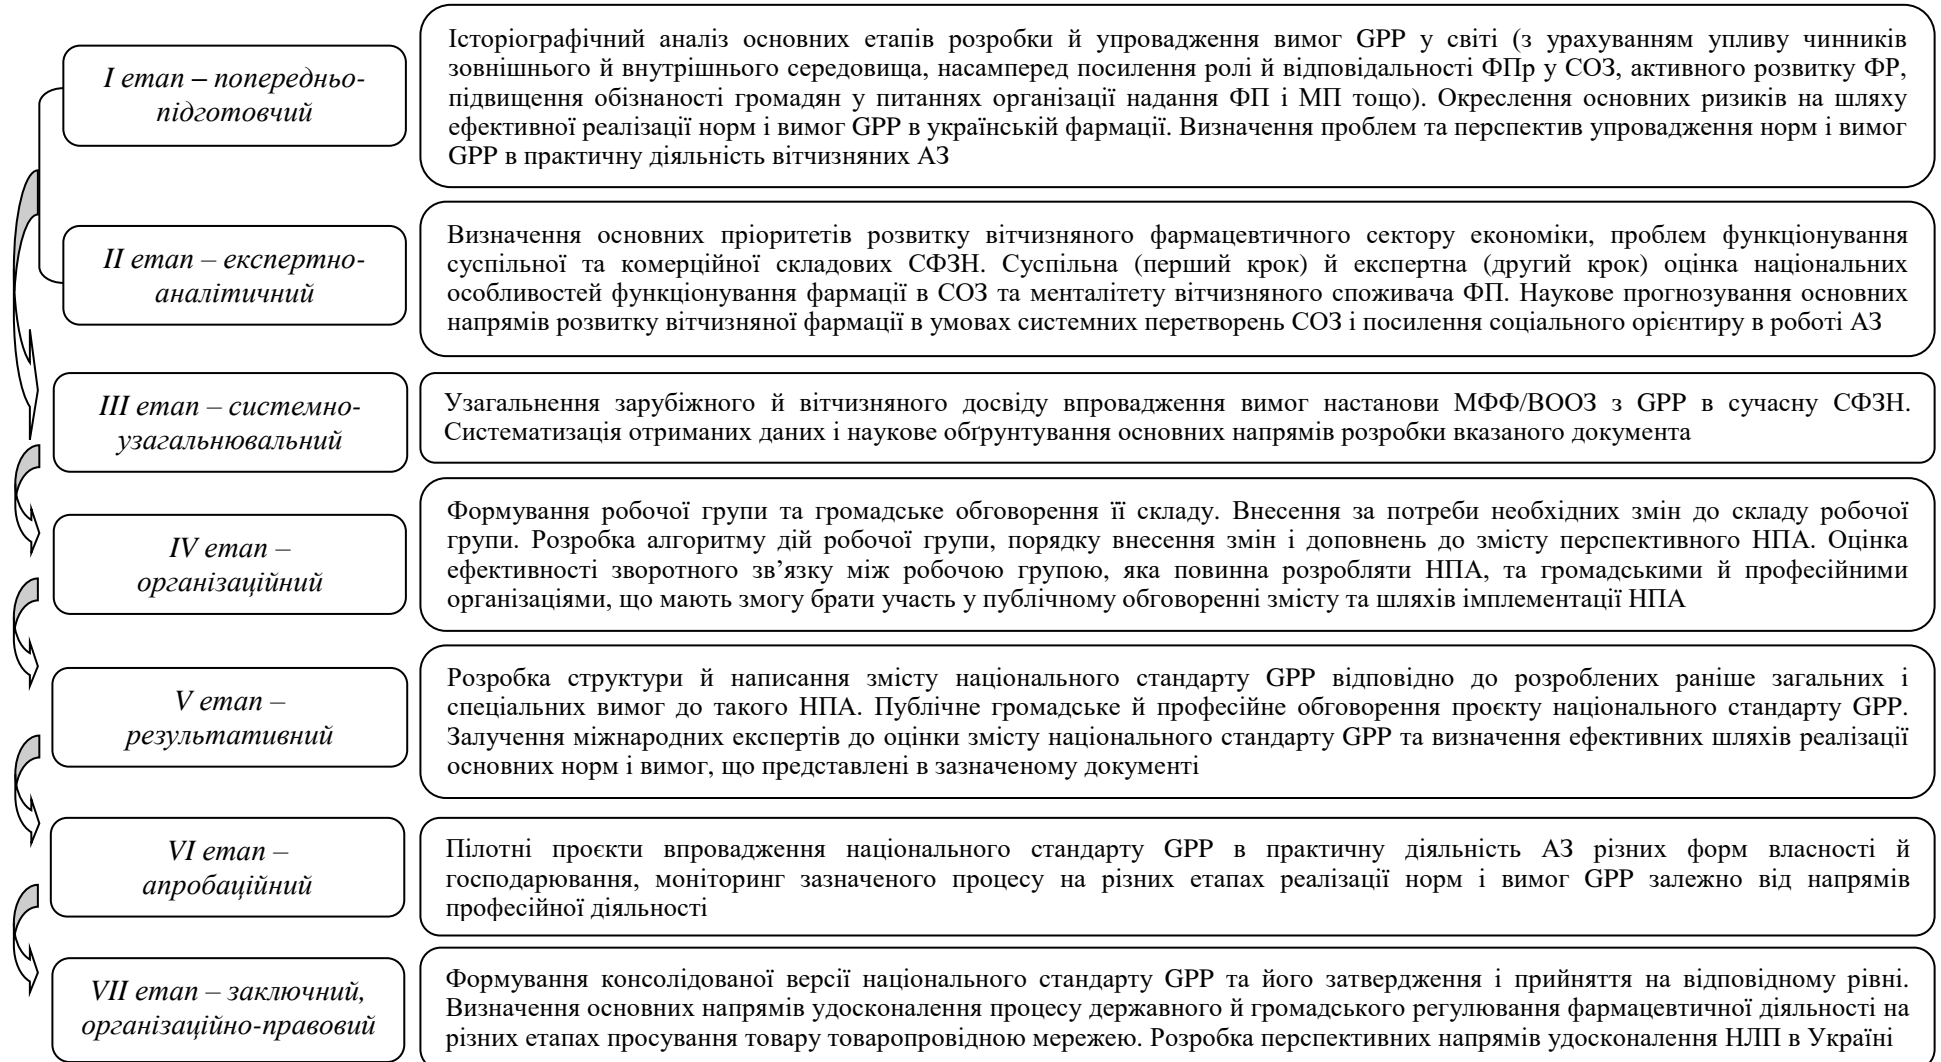 І етап – попередньо-
підготовчий
Історіографічний аналіз основних етапів розробки й упровадження вимог GPP у світі (з урахуванням упливу чинників
зовнішнього й внутрішнього середовища, насамперед посилення ролі й відповідальності ФПр у СОЗ, активного розвитку ФР,
підвищення обізнаності громадян у питаннях організації надання ФП і МП тощо). Окреслення основних ризиків на шляху
ефективної реалізації норм і вимог GPP в українській фармації. Визначення проблем та перспектив упровадження норм і вимог
GPP в практичну діяльність вітчизняних АЗ
ІІ етап – експертно-
аналітичний
Визначення основних пріоритетів розвитку вітчизняного фармацевтичного сектору економіки, проблем функціонування
суспільної та комерційної складових СФЗН. Суспільна (перший крок) й експертна (другий крок) оцінка національних
особливостей функціонування фармації в СОЗ та менталітету вітчизняного споживача ФП. Наукове прогнозування основних
напрямів розвитку вітчизняної фармації в умовах системних перетворень СОЗ і посилення соціального орієнтиру в роботі АЗ
ІІІ етап – системно-
узагальнювальний
Узагальнення зарубіжного й вітчизняного досвіду впровадження вимог настанови МФФ/ВООЗ з GPP в сучасну СФЗН.
Систематизація отриманих даних і наукове обґрунтування основних напрямів розробки вказаного документа
IV етап –
організаційний
Формування робочої групи та громадське обговорення її складу. Внесення за потреби необхідних змін до складу робочої
групи. Розробка алгоритму дій робочої групи, порядку внесення змін і доповнень до змісту перспективного НПА. Оцінка
ефективності зворотного зв’язку між робочою групою, яка повинна розробляти НПА, та громадськими й професійними
організаціями, що мають змогу брати участь у публічному обговоренні змісту та шляхів імплементації НПА
V етап –
результативний
Розробка структури й написання змісту національного стандарту GPP відповідно до розроблених раніше загальних і
спеціальних вимог до такого НПА. Публічне громадське й професійне обговорення проєкту національного стандарту GPP.
Залучення міжнародних експертів до оцінки змісту національного стандарту GPP та визначення ефективних шляхів реалізації
основних норм і вимог, що представлені в зазначеному документі
VI етап –
апробаційний
Пілотні проєкти впровадження національного стандарту GPP в практичну діяльність АЗ різних форм власності й
господарювання, моніторинг зазначеного процесу на різних етапах реалізації норм і вимог GPP залежно від напрямів
професійної діяльності
VII етап – заключний,
організаційно-правовий
Формування консолідованої версії національного стандарту GPP та його затвердження і прийняття на відповідному рівні.
Визначення основних напрямів удосконалення процесу державного й громадського регулювання фармацевтичної діяльності на
різних етапах просування товару товаропровідною мережею. Розробка перспективних напрямів удосконалення НЛП в Україні